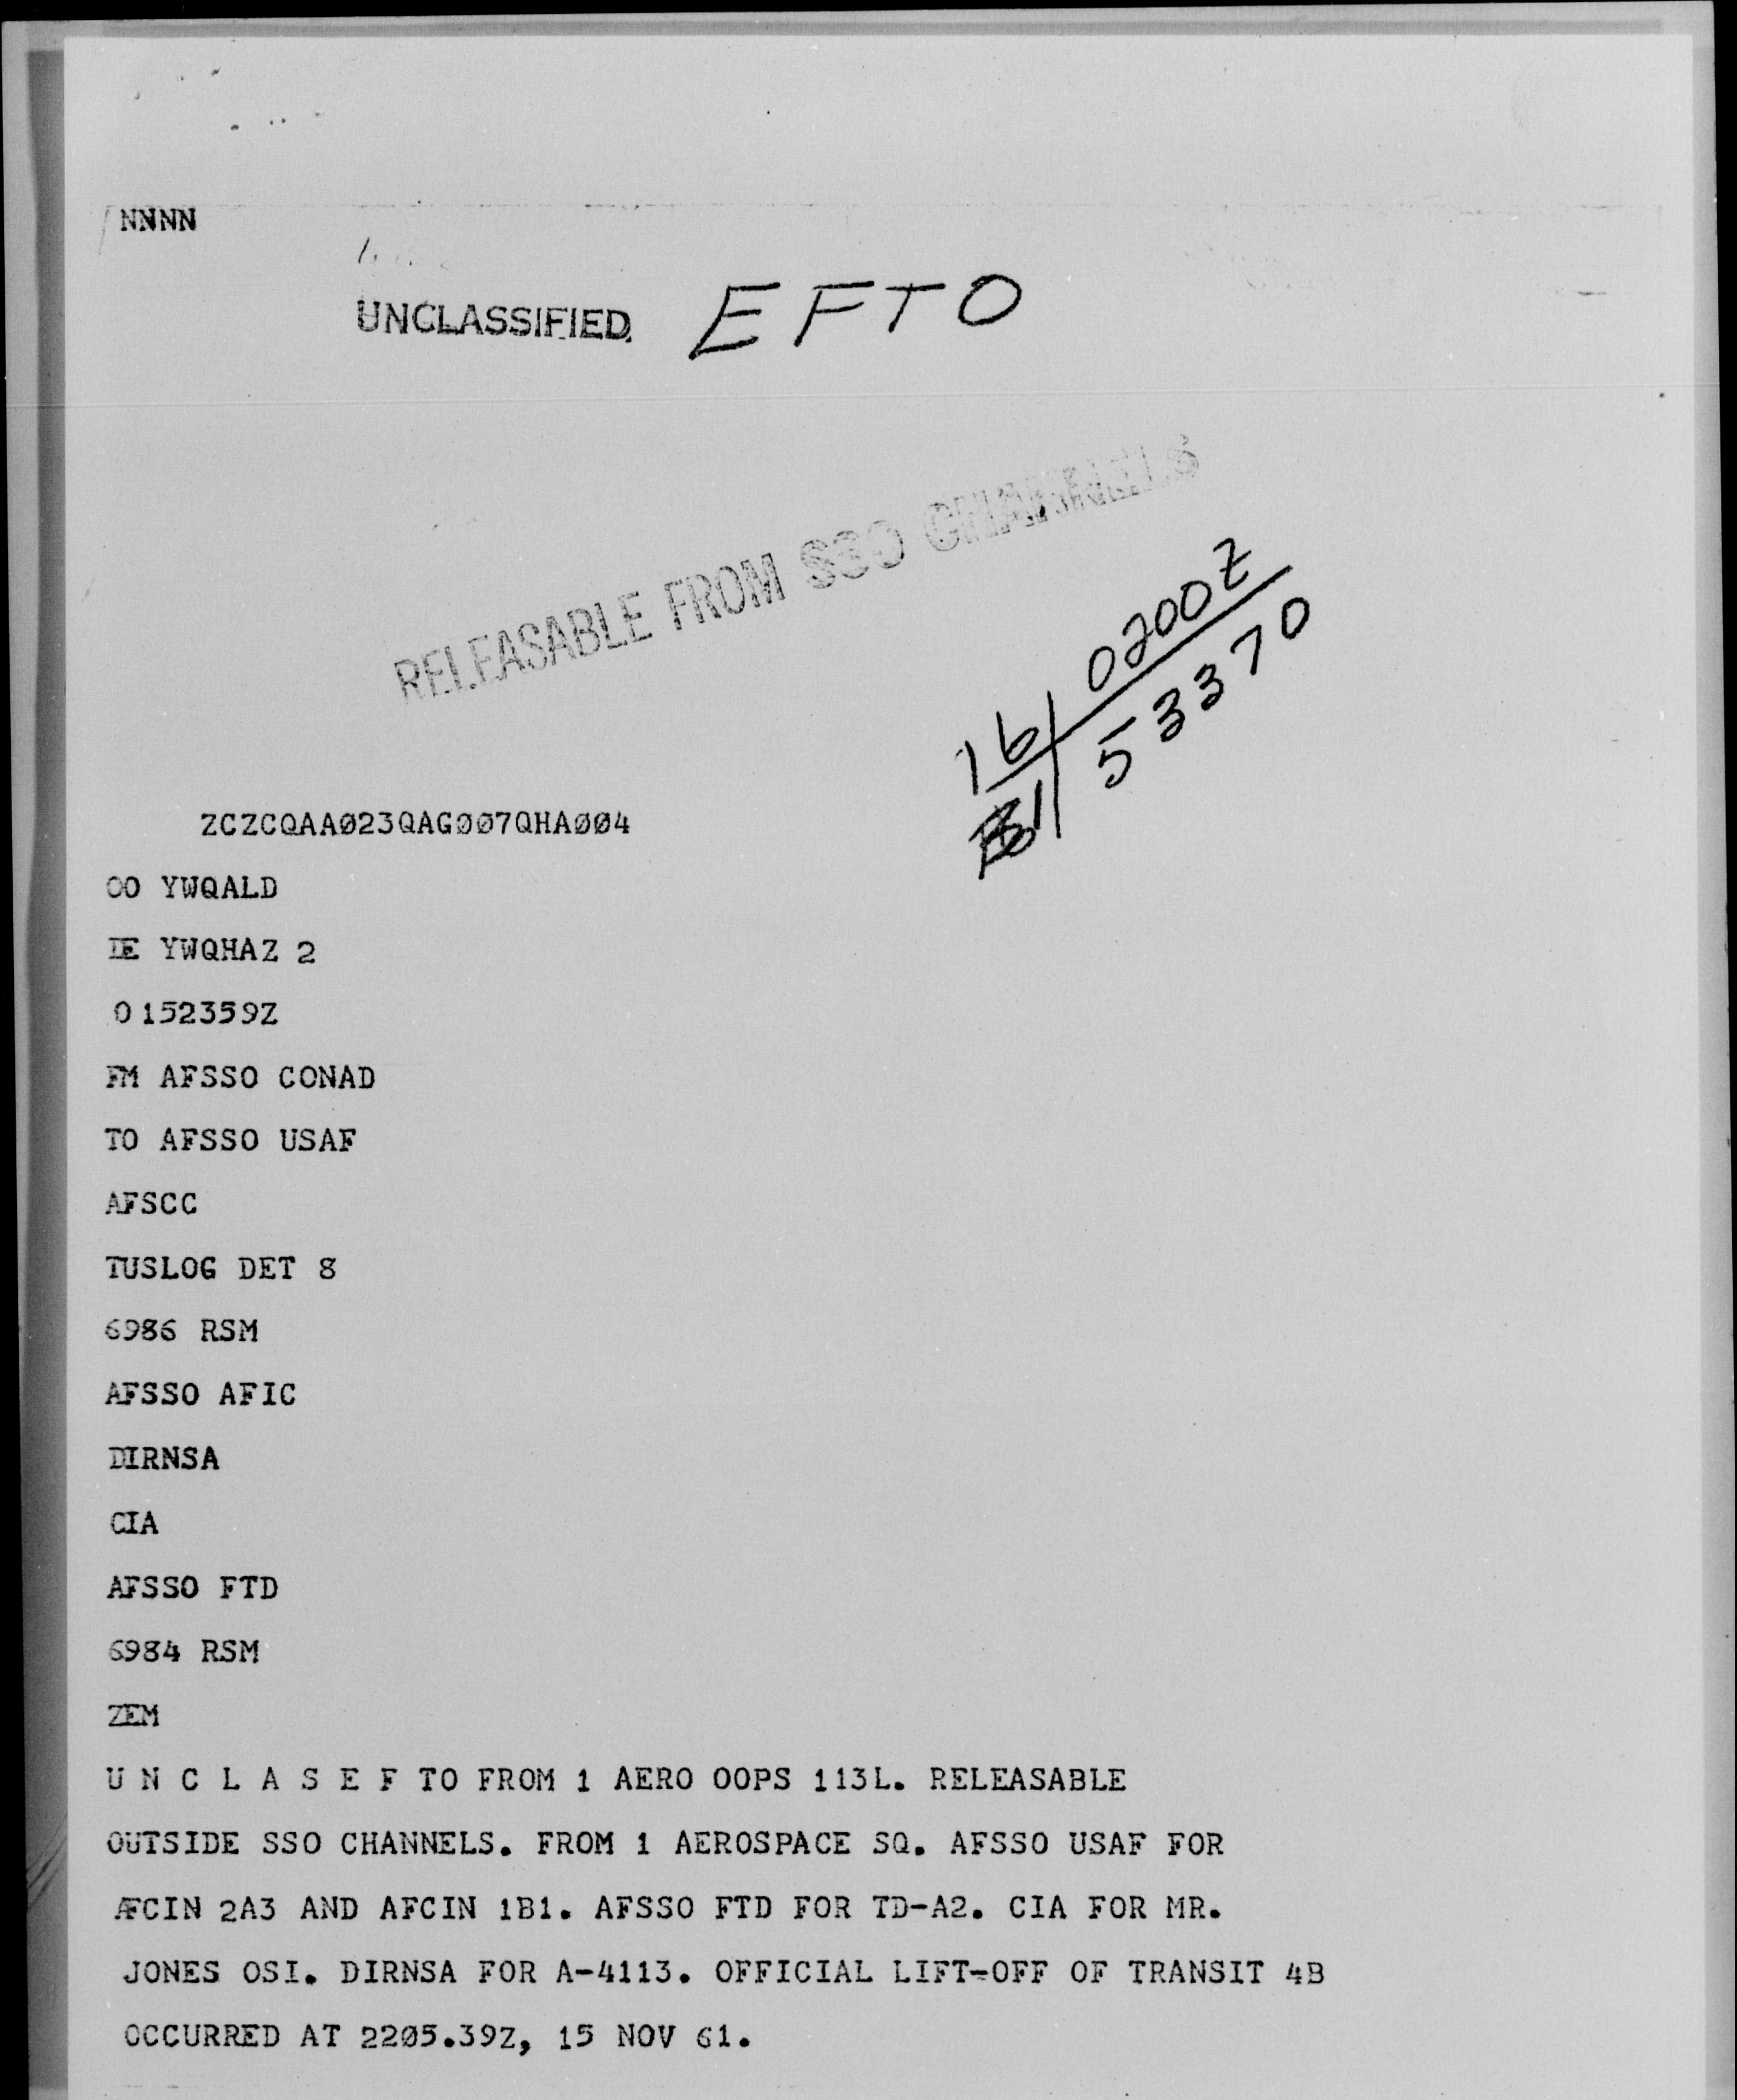 NNNN
UNCLASSIFIED EFTO
RELEASABLE FROM SSO CHANNELS
16 0200Z
53370
ZCZCQAAØ23QAGØØ7QHAØØ4
OO YWQALD
DE YWQHAZ 2
O 152359Z
FM AFSSO CONAD
TO AFSSO USAF
AFSCC
TUSLOG DET 8
6986 RSM
AFSSO AFIC
DIRNSA
CIA
AFSSO FTD
6984 RSM
ZEM
U N C L A S E F TO FROM 1 AERO OOPS 113L. RELEASABLE
OUTSIDE SSO CHANNELS. FROM 1 AEROSPACE SQ. AFSSO USAF FOR
AFCIN 2A3 AND AFCIN 1B1. AFSSO FTD FOR TD-A2. CIA FOR MR.
JONES OSI. DIRNSA FOR A-4113. OFFICIAL LIFT-OFF OF TRANSIT 4B
OCCURRED AT 22Ø5.39Z, 15 NOV 61.